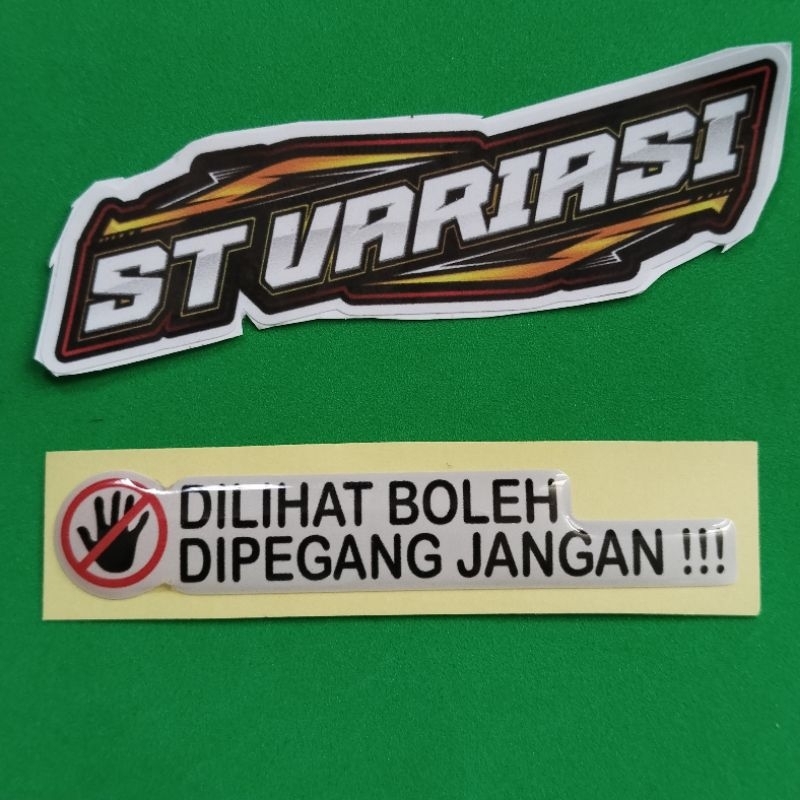 ST VARIASI
DILIHAT BOLEH
DIPEGANG JANGAN !!!